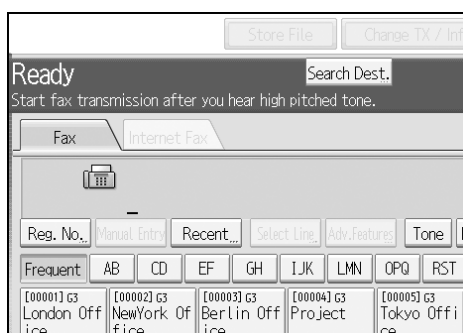 Store File Change TX / Inf
Ready Search Dest.
Start fax transmission after you hear high pitched tone.
Fax Internet Fax
Reg. No. Manual Entry Recent Select Line Adv.Features Tone
Frequent AB CD EF GH IJK LMN OPQ RST
[00001] G3 [00002] G3 [00003] G3 [00004] G3 [00005] G3
London Off NewYork Of Berlin Off Project Tokyo Offi
ice fice ice ce